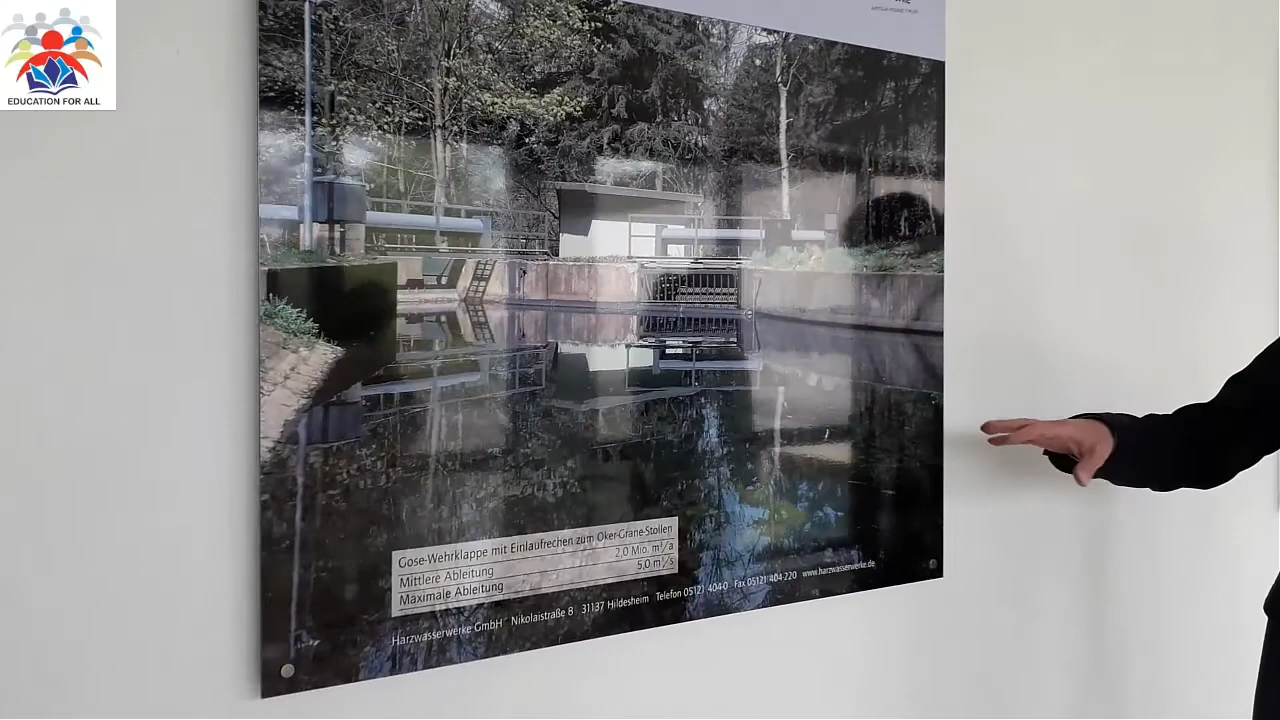 EDUCATION FOR ALL
Gose-Wehrklappe mit Einlaufrechen zum Oker-Grane-Stollen
Mittlere Ableitung 2,0 Mio. m³/a
Maximale Ableitung 5,0 m³/s
Harzwasserwerke GmbH Nikolaistraße 8 31137 Hildesheim Telefon 05121 404-0 Fax 05121 404-220 www.harzwasserwerke.de